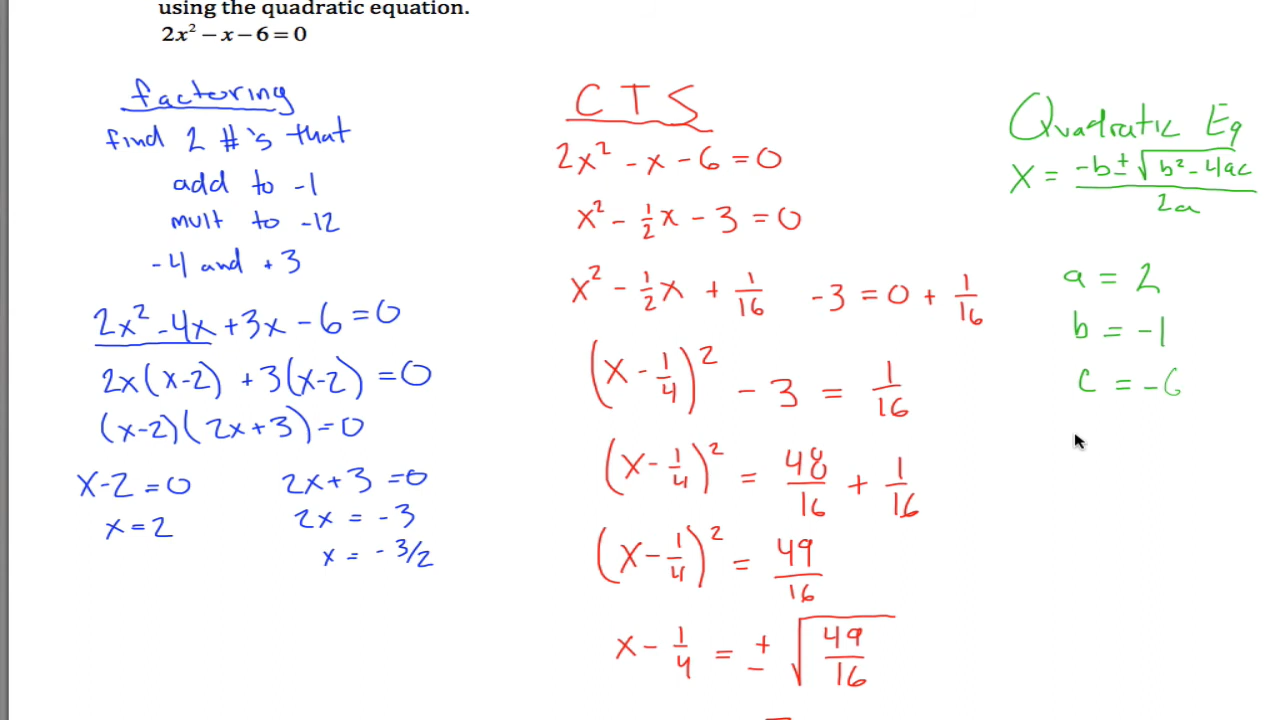 using the quadratic equation.
2x² − x − 6 = 0
factoring
find 2 #'s that
add to -1
mult to -12
-4 and +3
2x² - 4x + 3x - 6 = 0
2x(x-2) + 3(x-2) = 0
(x-2)(2x+3) = 0
x-2 = 0 2x+3 = 0
x = 2 2x = -3
x = -3/2
CTS
2x² - x - 6 = 0
x² - 1/2 x - 3 = 0
x² - 1/2 x + 1/16 -3 = 0 + 1/16
(x - 1/4)² - 3 = 1/16
(x - 1/4)² = 48/16 + 1/16
(x - 1/4)² = 49/16
x - 1/4 = ± √(49/16)
Quadratic Eq
x = (-b ± √(b² - 4ac))/2a
a = 2
b = -1
c = -6